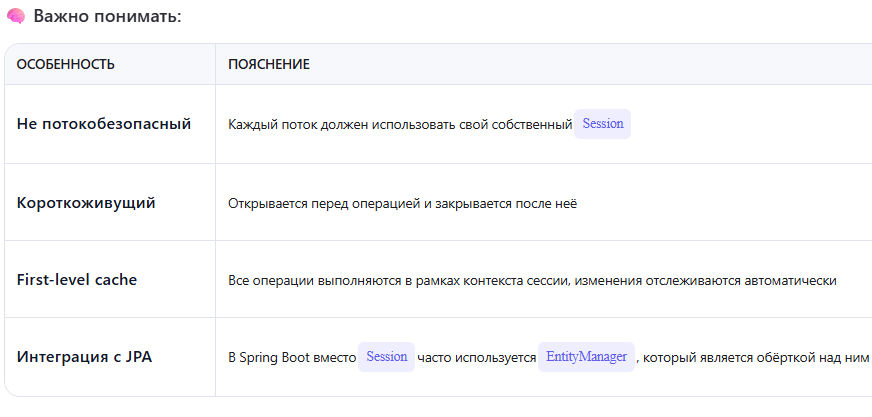 🧠 Важно понимать:
ОСОБЕННОСТЬ ПОЯСНЕНИЕ
Не потокобезопасный Каждый поток должен использовать свой собственный Session
Короткоживущий Открывается перед операцией и закрывается после неё
First-level cache Все операции выполняются в рамках контекста сессии, изменения отслеживаются автоматически
Интеграция с JPA В Spring Boot вместо Session часто используется EntityManager , который является обёрткой над ним